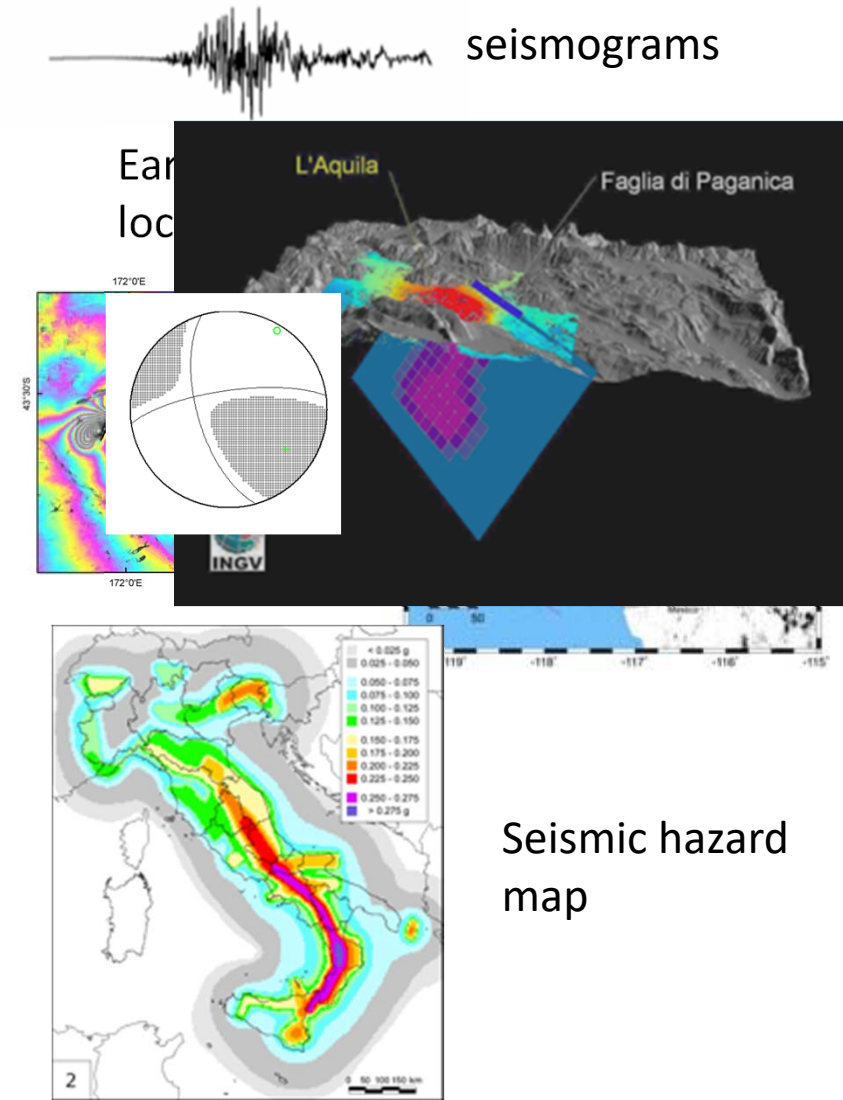 seismograms
Ear
loc
L'Aquila
Faglia di Paganica
172°0'E
43°30'S
172°0'E
INGV
0 50
Mexico
119°
-118°
-117°
-116°
-115°
< 0.025 g
0.025 - 0.050
0.050 - 0.075
0.075 - 0.100
0.100 - 0.125
0.125 - 0.150
0.150 - 0.175
0.175 - 0.200
0.200 - 0.225
0.225 - 0.250
0.250 - 0.275
> 0.275 g
Seismic hazard
map
2
0 50 100 150 km